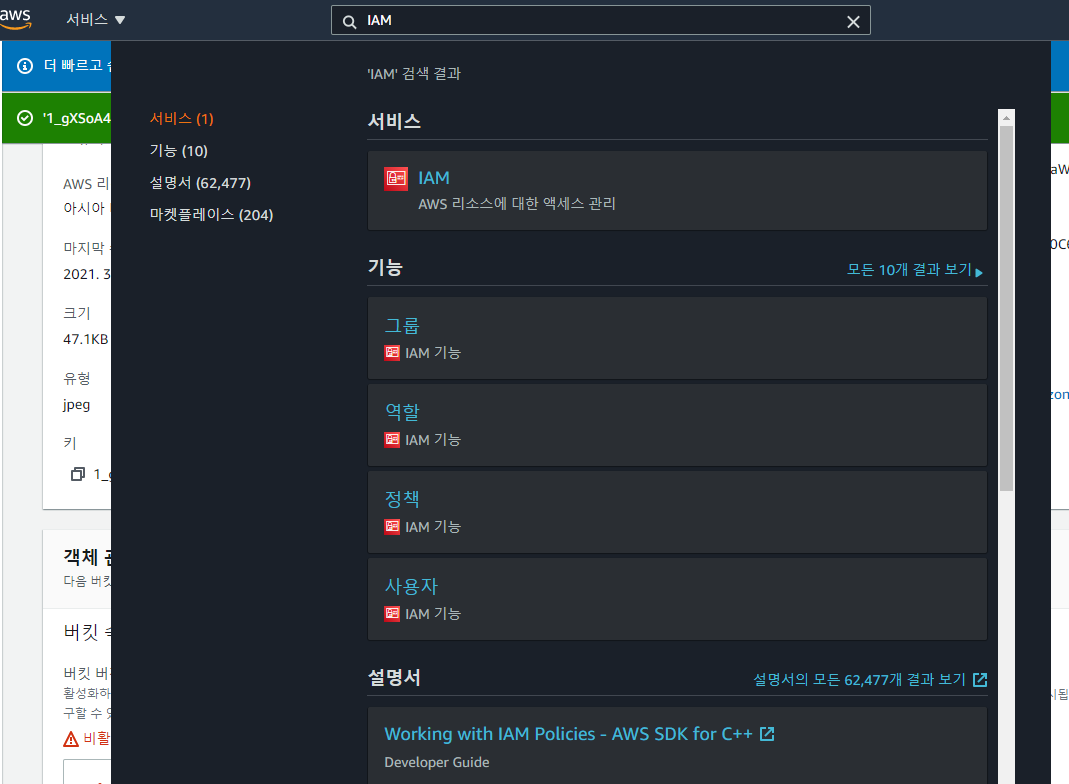 aws 서비스 ▼ IAM
더 빠르고
'1_gXSoA4
AWS 리
아시아
마지막
2021. 3
크기
47.1KB
유형
jpeg
키
객체
다음 버킷
버킷
버킷 버
활성화하
구할 수
비활
'IAM' 검색 결과
서비스 (1)
기능 (10)
설명서 (62,477)
마켓플레이스 (204)
서비스
IAM
AWS 리소스에 대한 액세스 관리
기능 모든 10개 결과 보기
그룹
IAM 기능
역할
IAM 기능
정책
IAM 기능
사용자
IAM 기능
설명서 설명서의 모든 62,477개 결과 보기
Working with IAM Policies - AWS SDK for C++
Developer Guide